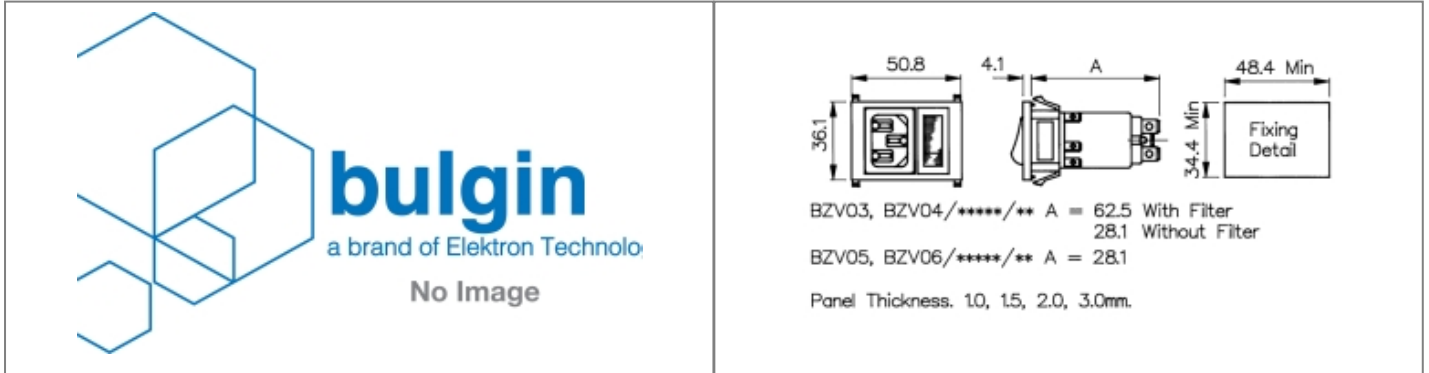 bulgin
a brand of Elektron Technolo
No Image
50.8
4.1
A
48.4 Min
36.1
34.4 Min
Fixing
Detail
BZV03, BZV04/*****/** A = 62.5 With Filter
28.1 Without Filter
BZV05, BZV06/*****/** A = 28.1
Panel Thickness. 1.0, 1.5, 2.0, 3.0mm.